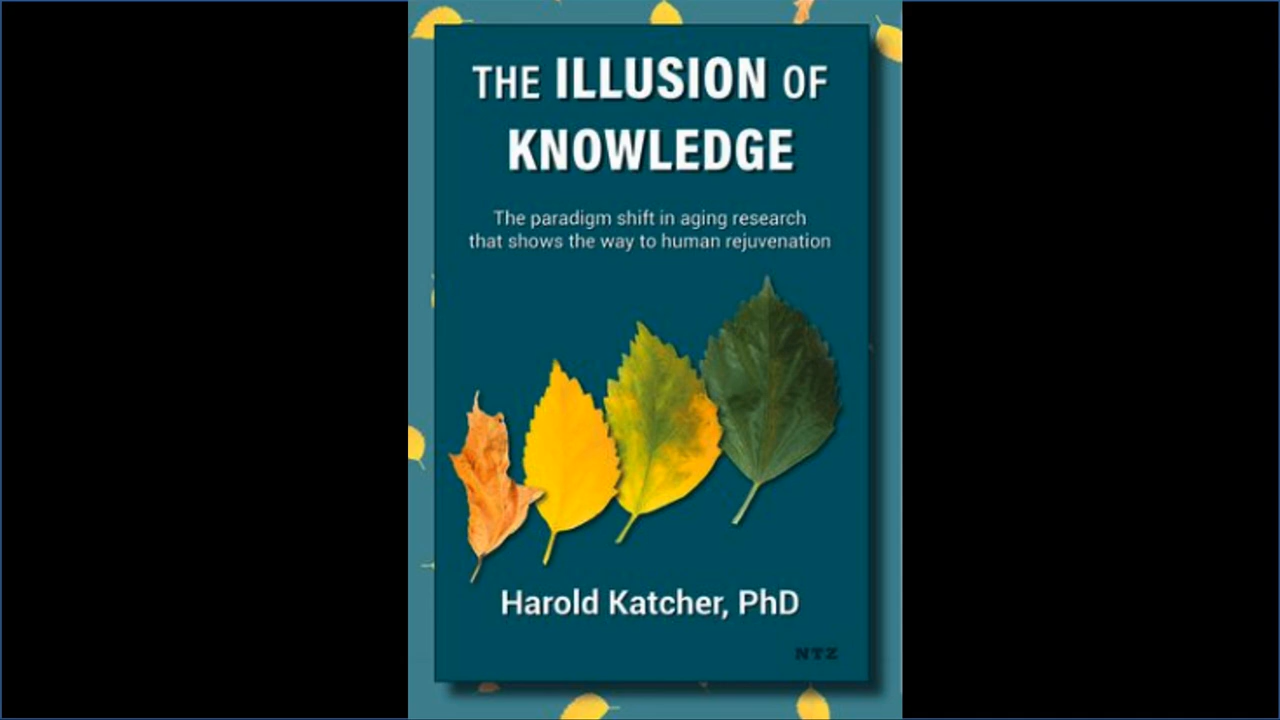 THE ILLUSION OF
KNOWLEDGE
The paradigm shift in aging research
that shows the way to human rejuvenation
Harold Katcher, PhD
NTZ